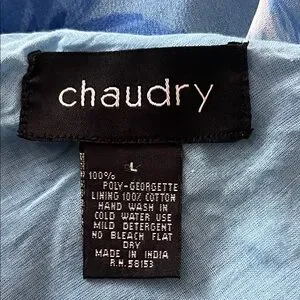 chaudry
L
100%
POLY-GEORGETTE
LINING 100% COTTON
HAND WASH IN
COLD WATER USE
MILD DETERGENT
NO BLEACH FLAT
DRY
MADE IN INDIA
R.N. 58153